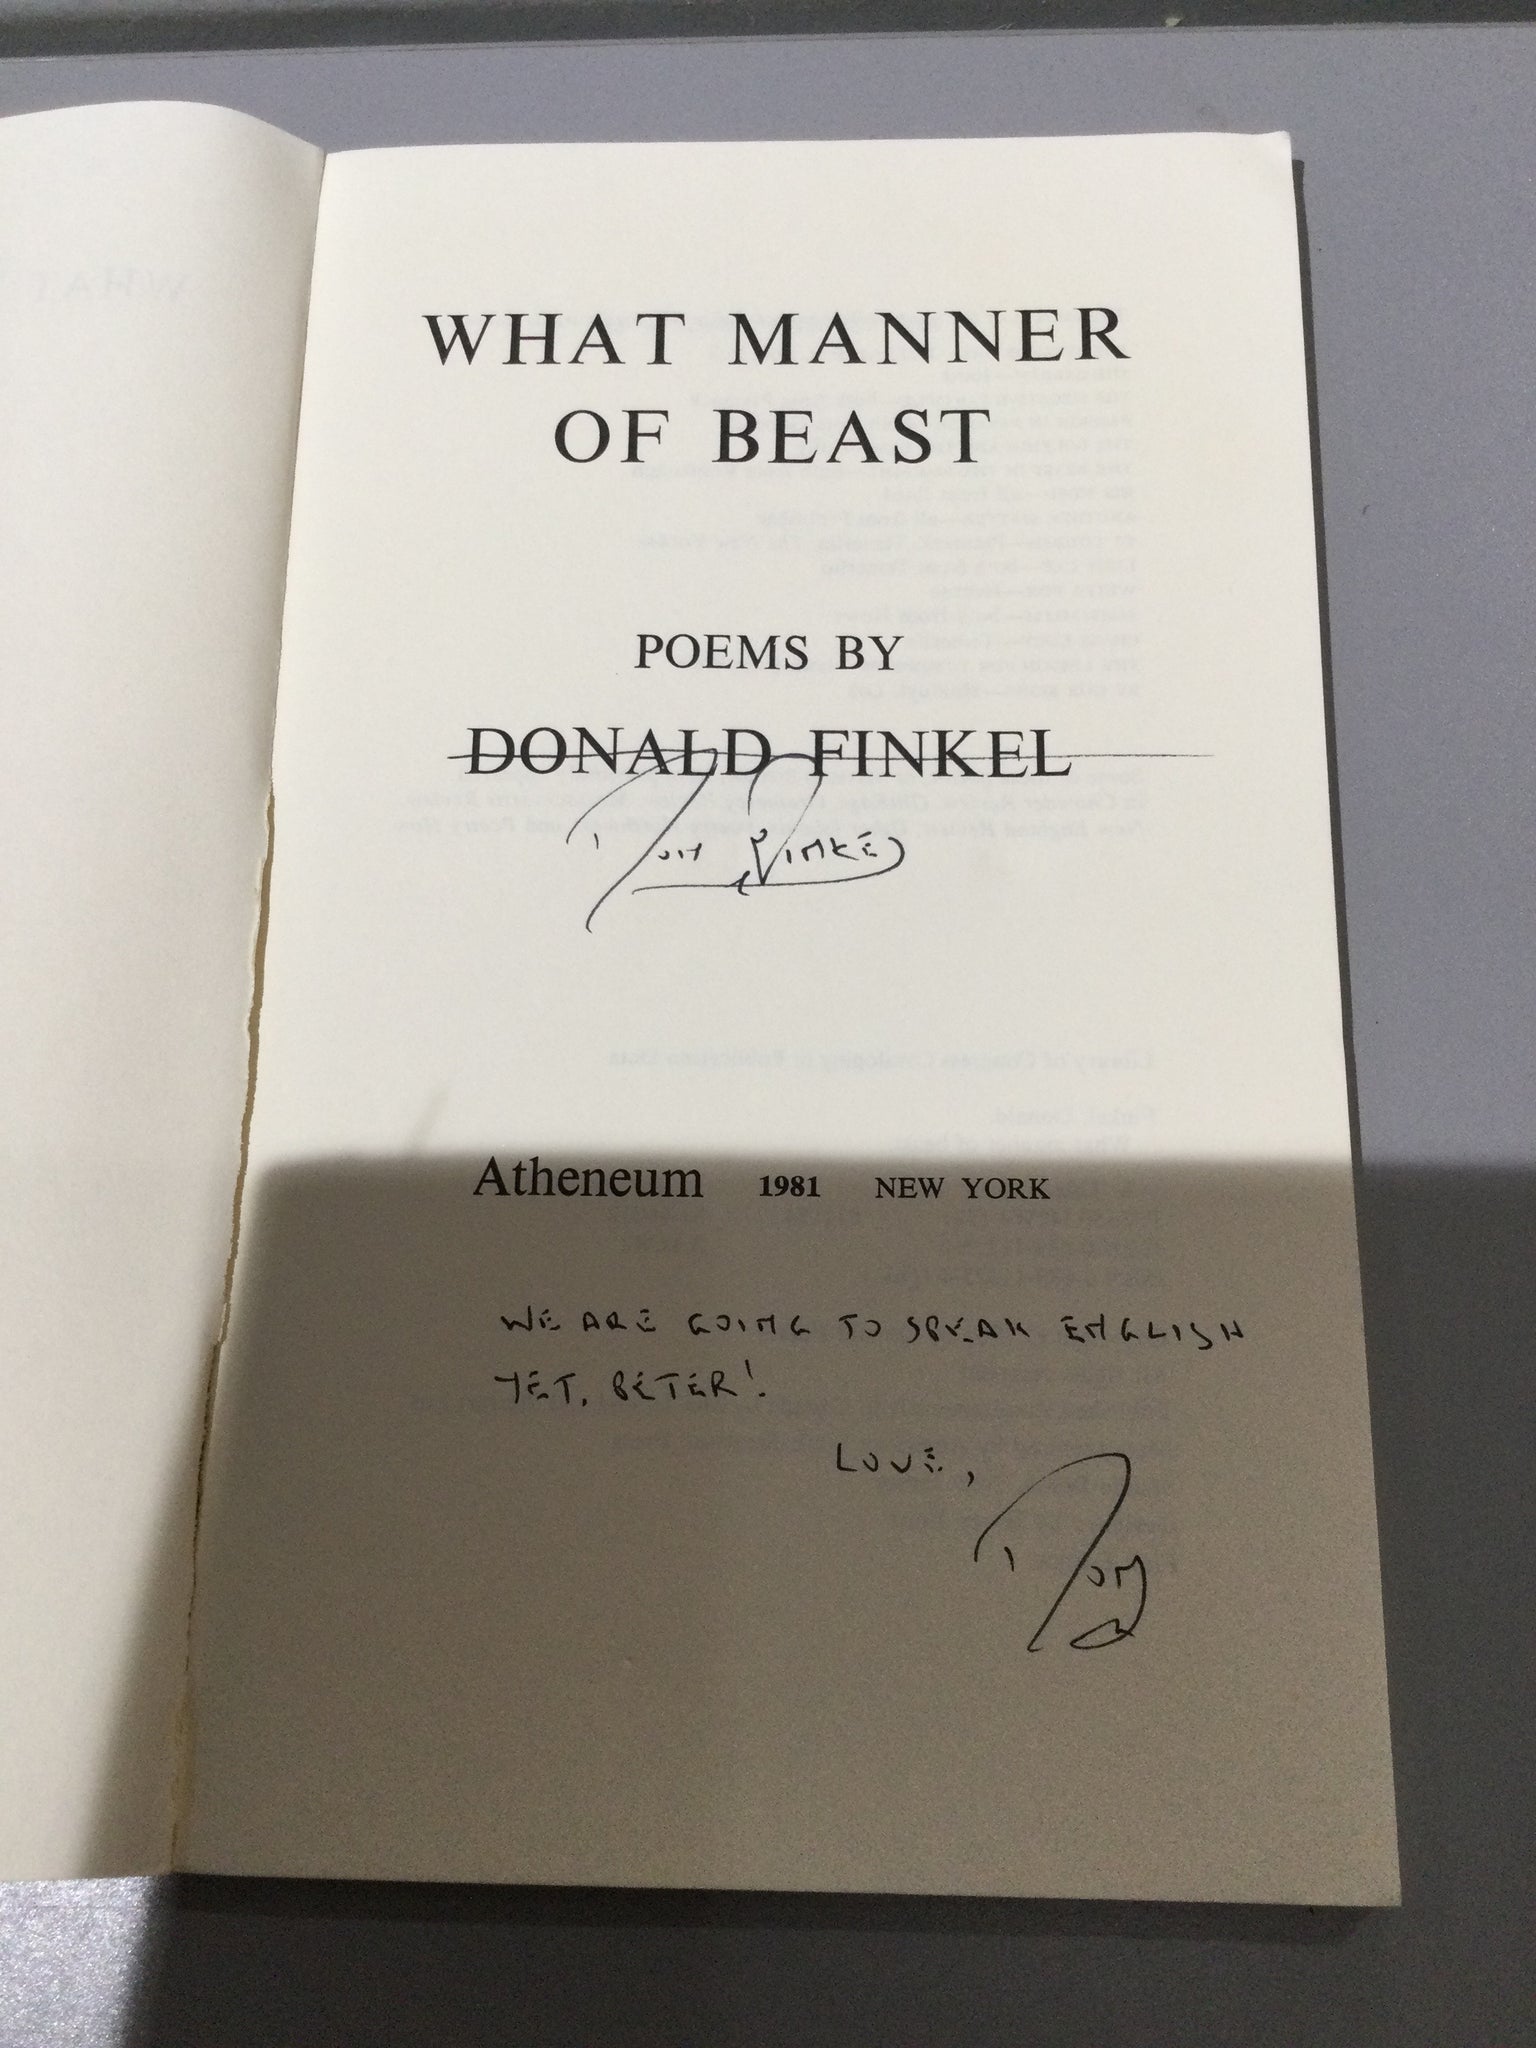 WHAT MANNER
OF BEAST
POEMS BY
DONALD FINKEL
Don Finkel
Atheneum 1981 NEW YORK
WE ARE GOING TO SPEAK ENGLISH
YET, BETER!
LOVE,
Don